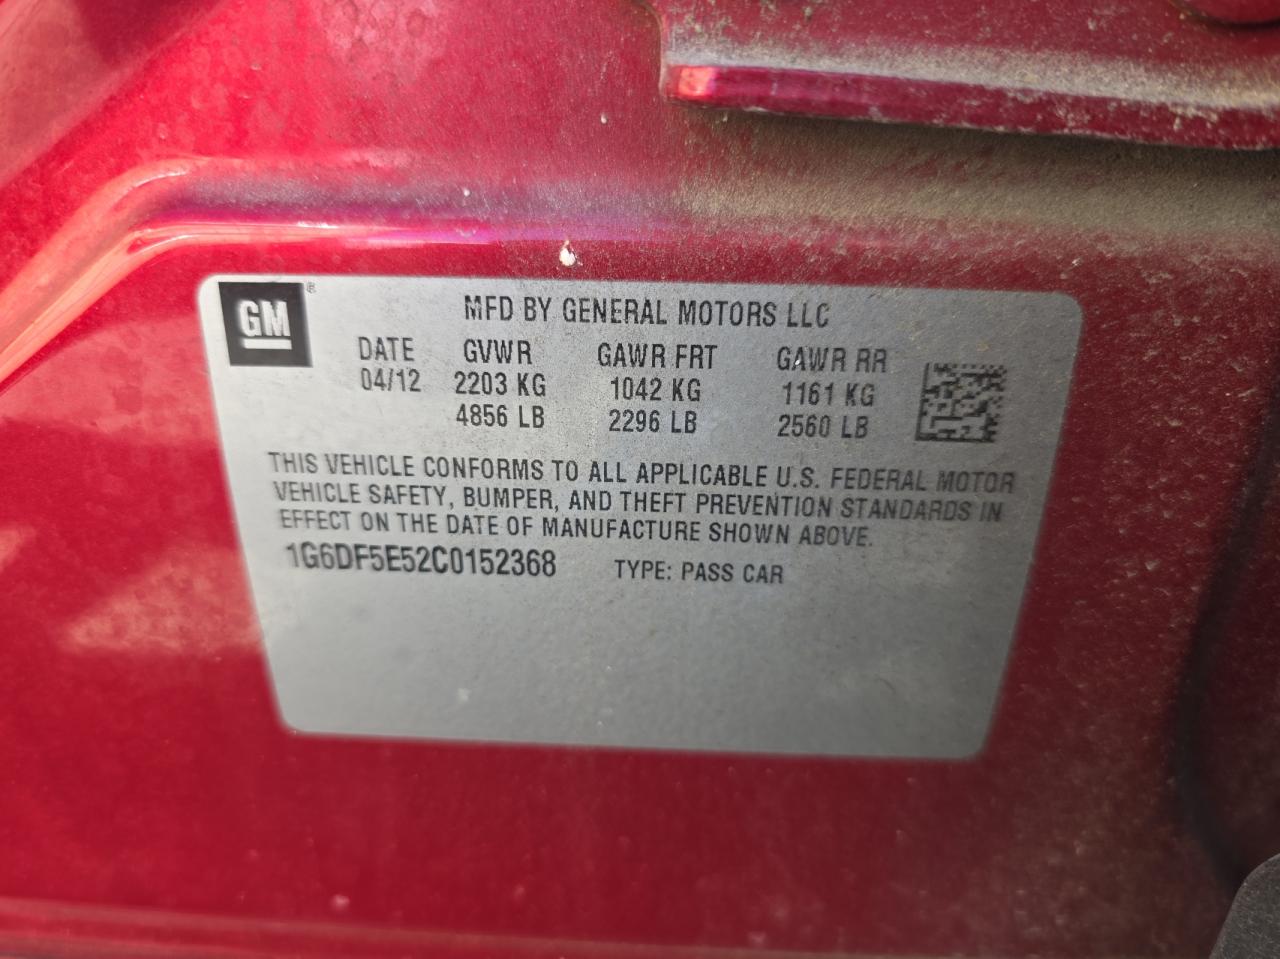 GM ®
MFD BY GENERAL MOTORS LLC
DATE GVWR GAWR FRT GAWR RR
04/12 2203 KG 1042 KG 1161 KG
4856 LB 2296 LB 2560 LB
THIS VEHICLE CONFORMS TO ALL APPLICABLE U.S. FEDERAL MOTOR
VEHICLE SAFETY, BUMPER, AND THEFT PREVENTION STANDARDS IN
EFFECT ON THE DATE OF MANUFACTURE SHOWN ABOVE.
1G6DF5E52C0152368 TYPE: PASS CAR